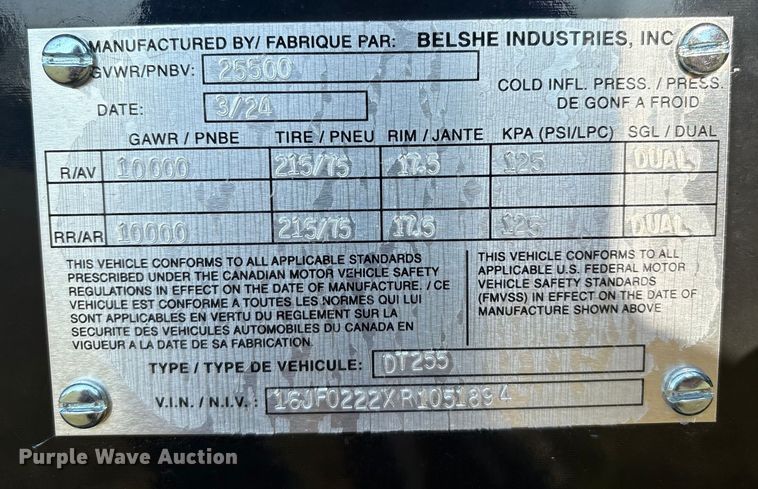 MANUFACTURED BY/ FABRIQUE PAR: BELSHE INDUSTRIES, INC
GVWR/PNBV: 25500
COLD INFL. PRESS. / PRESS.
DE GONF A FROID
DATE: 3/24
GAWR / PNBE TIRE / PNEU RIM / JANTE KPA (PSI/LPC) SGL / DUAL
R/AV 10000 215/75 17.5 125 DUAL
RR/AR 10000 215/75 17.5 125 DUAL
THIS VEHICLE CONFORMS TO ALL APPLICABLE STANDARDS
PRESCRIBED UNDER THE CANADIAN MOTOR VEHICLE SAFETY
REGULATIONS IN EFFECT ON THE DATE OF MANUFACTURE. / CE
VEHICULE EST CONFORME A TOUTES LES NORMES QUI LUI
SONT APPLICABLES EN VERTU DU REGLEMENT SUR LA
SECURITE DES VEHICULES AUTOMOBILES DU CANADA EN
VIGUEUR A LA DATE DE SA FABRICATION.
THIS VEHICLE CONFORMS TO ALL
APPLICABLE U.S. FEDERAL MOTOR
VEHICLE SAFETY STANDARDS
(FMVSS) IN EFFECT ON THE DATE OF
MANUFACTURE SHOWN ABOVE
TYPE / TYPE DE VEHICULE: DT255
V.I.N. / N.I.V. : 16JF0222XR1051894
Purple Wave Auction